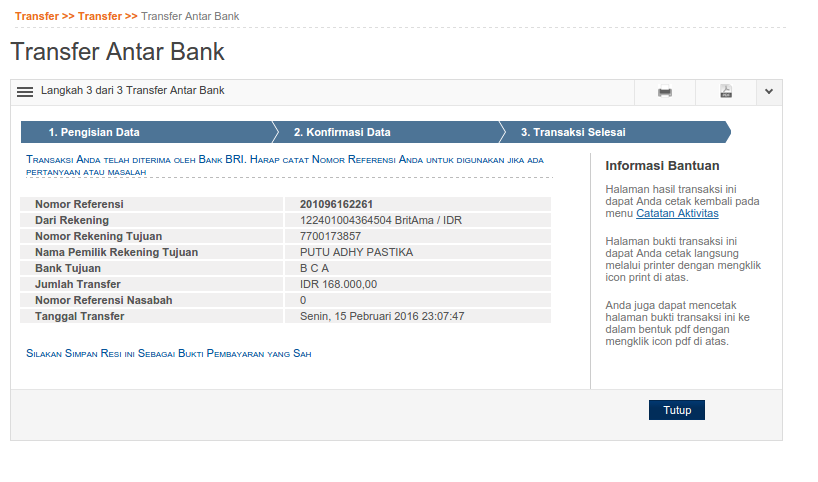 Transfer >> Transfer >> Transfer Antar Bank
Transfer Antar Bank
Langkah 3 dari 3 Transfer Antar Bank
1. Pengisian Data 2. Konfirmasi Data 3. Transaksi Selesai
Transaksi Anda telah diterima oleh Bank BRI. Harap catat Nomor Referensi Anda untuk digunakan jika ada
pertanyaan atau masalah
Nomor Referensi 201096162261
Dari Rekening 122401004364504 BritAma / IDR
Nomor Rekening Tujuan 7700173857
Nama Pemilik Rekening Tujuan PUTU ADHY PASTIKA
Bank Tujuan B C A
Jumlah Transfer IDR 168.000,00
Nomor Referensi Nasabah 0
Tanggal Transfer Senin, 15 Pebruari 2016 23:07:47
Silakan Simpan Resi ini Sebagai Bukti Pembayaran yang Sah
Informasi Bantuan
Halaman hasil transaksi ini
dapat Anda cetak kembali pada
menu Catatan Aktivitas
Halaman bukti transaksi ini
dapat Anda cetak langsung
melalui printer dengan mengklik
icon print di atas.
Anda juga dapat mencetak
halaman bukti transaksi ini ke
dalam bentuk pdf dengan
mengklik icon pdf di atas.
Tutup